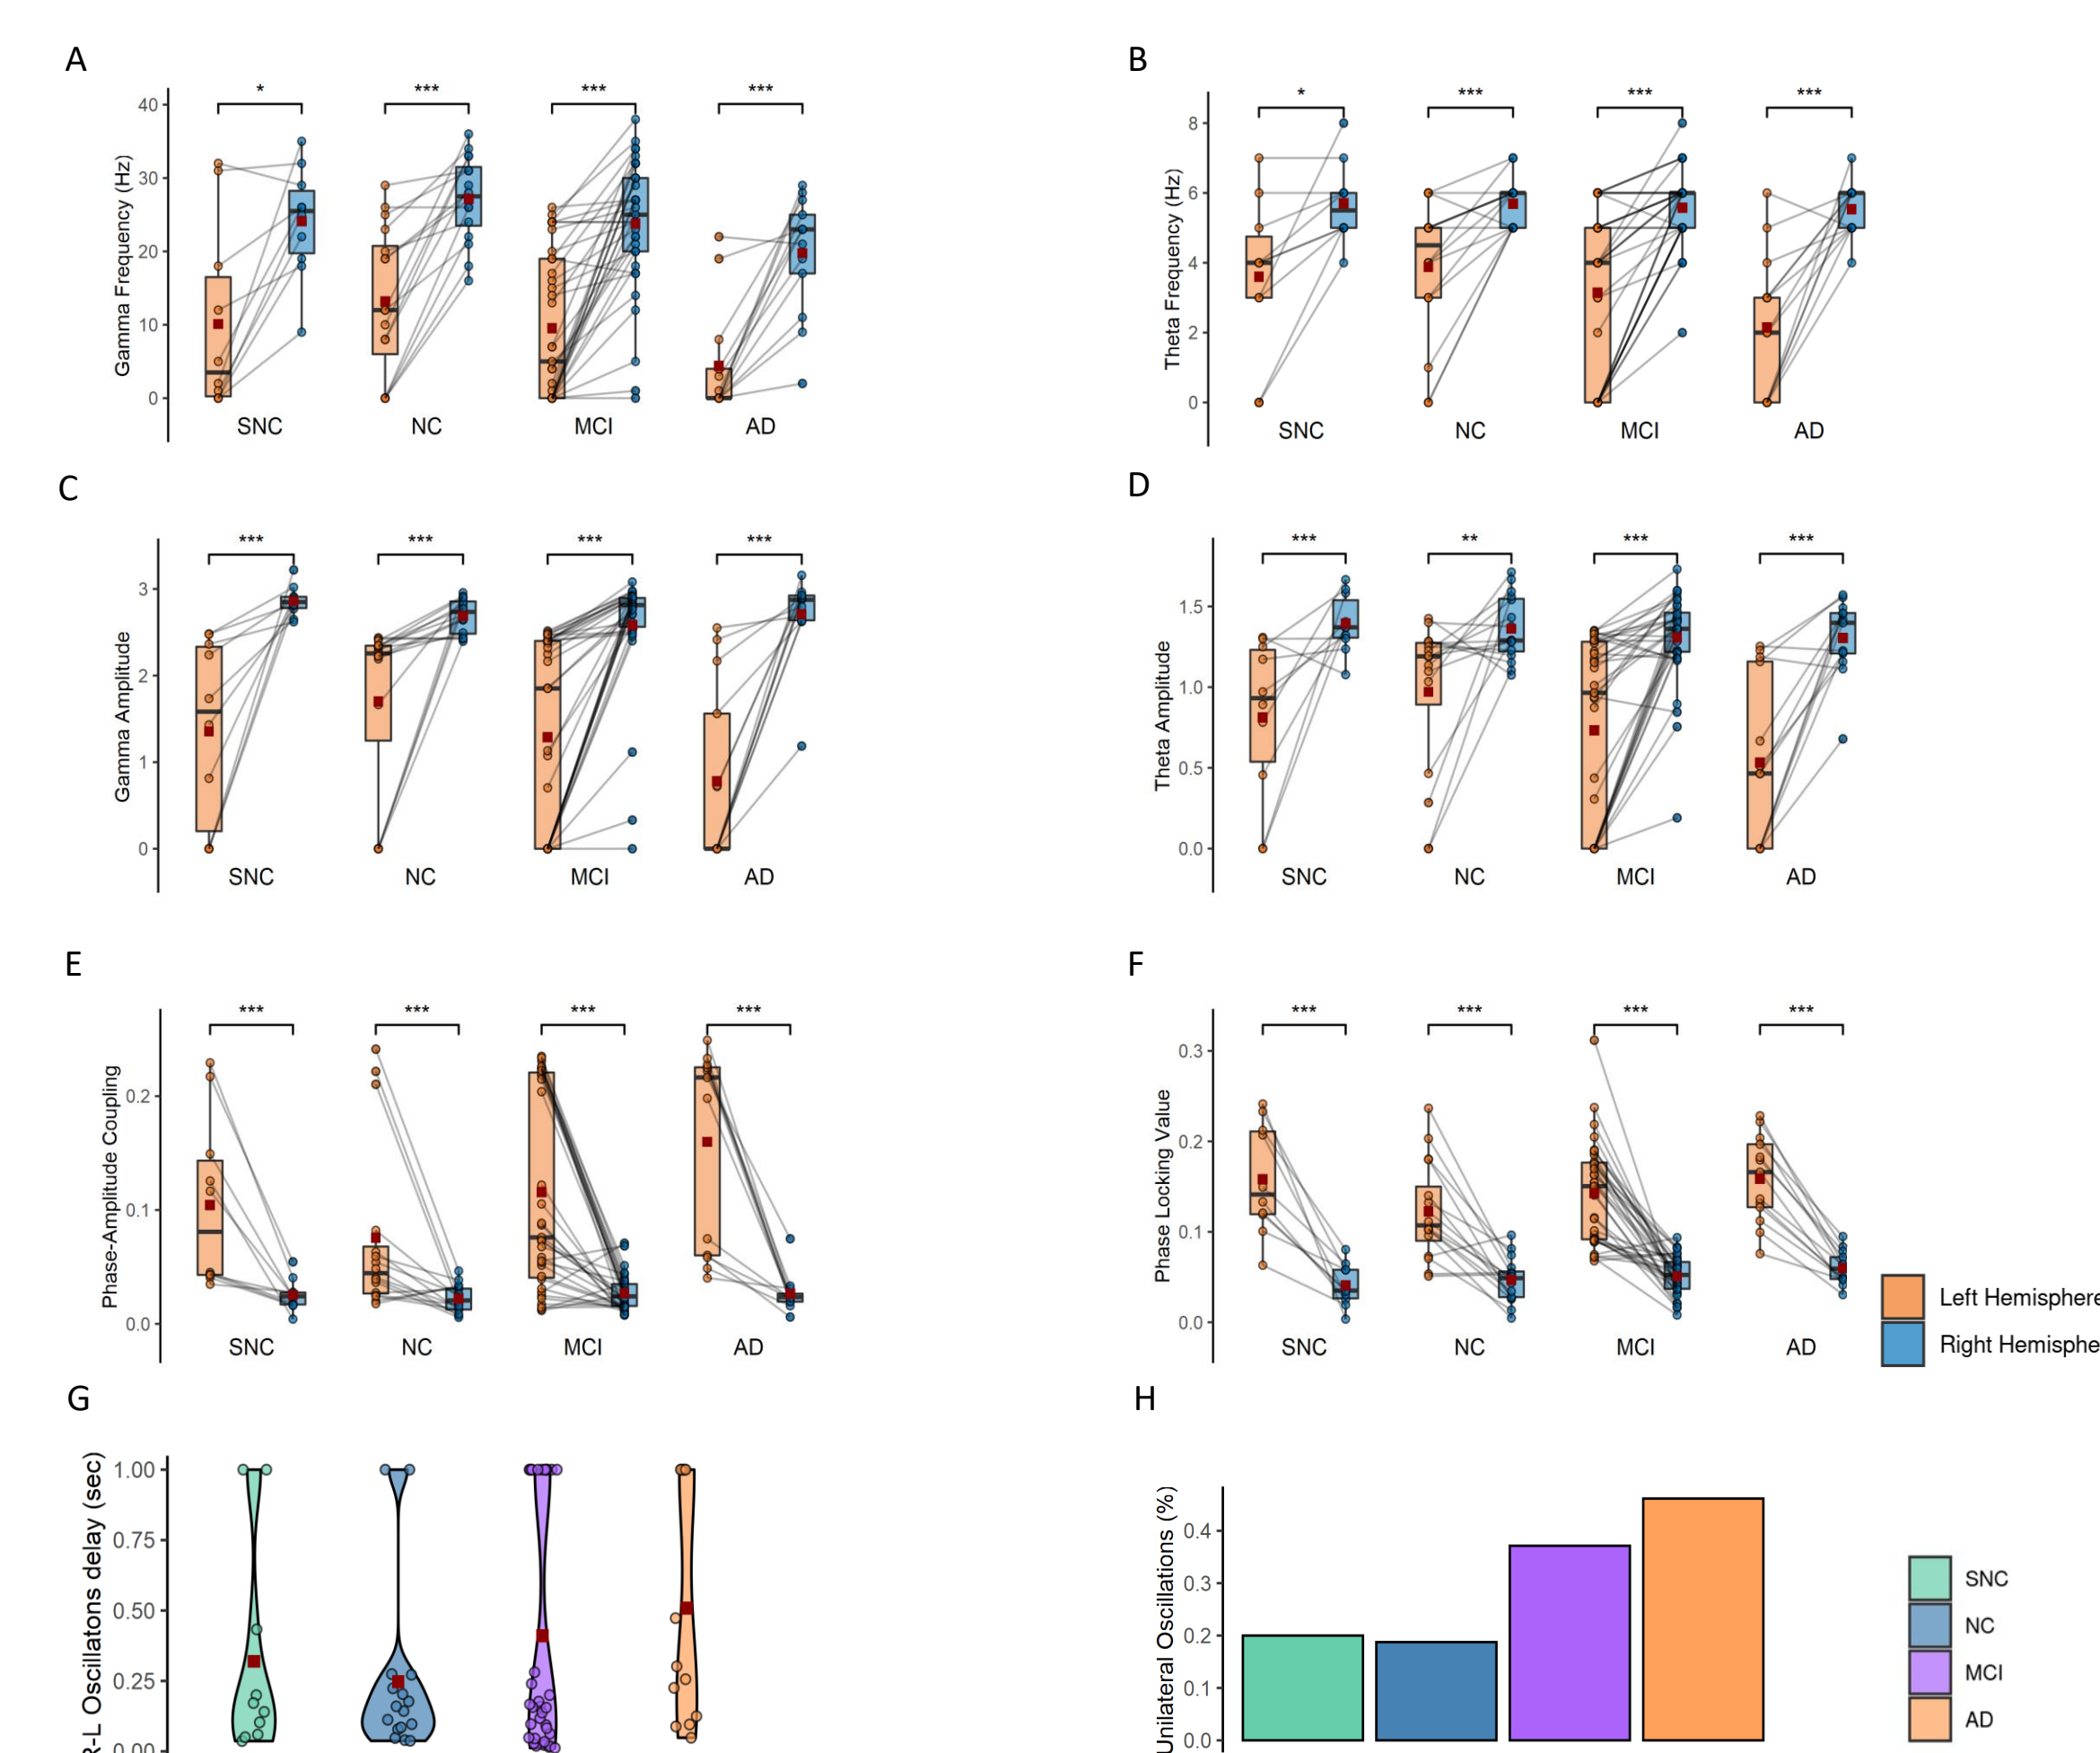 A
* *** *** ***
Gamma Frequency (Hz)
40
30
20
10
0
SNC NC MCI AD
B
* *** *** ***
Theta Frequency (Hz)
8
6
4
2
0
SNC NC MCI AD
C
*** *** *** ***
Gamma Amplitude
3
2
1
0
SNC NC MCI AD
D
*** ** *** ***
Theta Amplitude
1.5
1.0
0.5
0.0
SNC NC MCI AD
E
*** *** *** ***
Phase-Amplitude Coupling
0.2
0.1
0.0
SNC NC MCI AD
F
*** *** *** ***
Phase Locking Value
0.3
0.2
0.1
0.0
SNC NC MCI AD
Left Hemisphere
Right Hemisphe
G
R-L Oscillatons delay (sec)
1.00
0.75
0.50
0.25
0.00
H
Unilateral Oscillations (%)
0.4
0.3
0.2
0.1
0.0
SNC
NC
MCI
AD